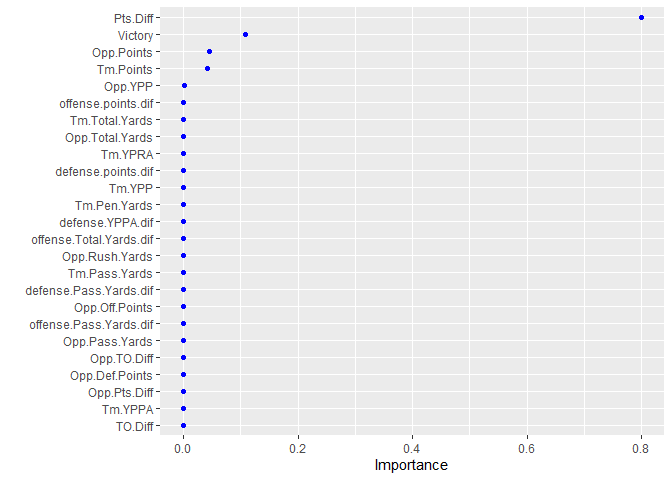 Pts.Diff
Victory
Opp.Points
Tm.Points
Opp.YPP
offense.points.dif
Tm.Total.Yards
Opp.Total.Yards
Tm.YPRA
defense.points.dif
Tm.YPP
Tm.Pen.Yards
defense.YPPA.dif
offense.Total.Yards.dif
Opp.Rush.Yards
Tm.Pass.Yards
defense.Pass.Yards.dif
Opp.Off.Points
offense.Pass.Yards.dif
Opp.Pass.Yards
Opp.TO.Diff
Opp.Def.Points
Opp.Pts.Diff
Tm.YPPA
TO.Diff
0.0 0.2 0.4 0.6 0.8
Importance